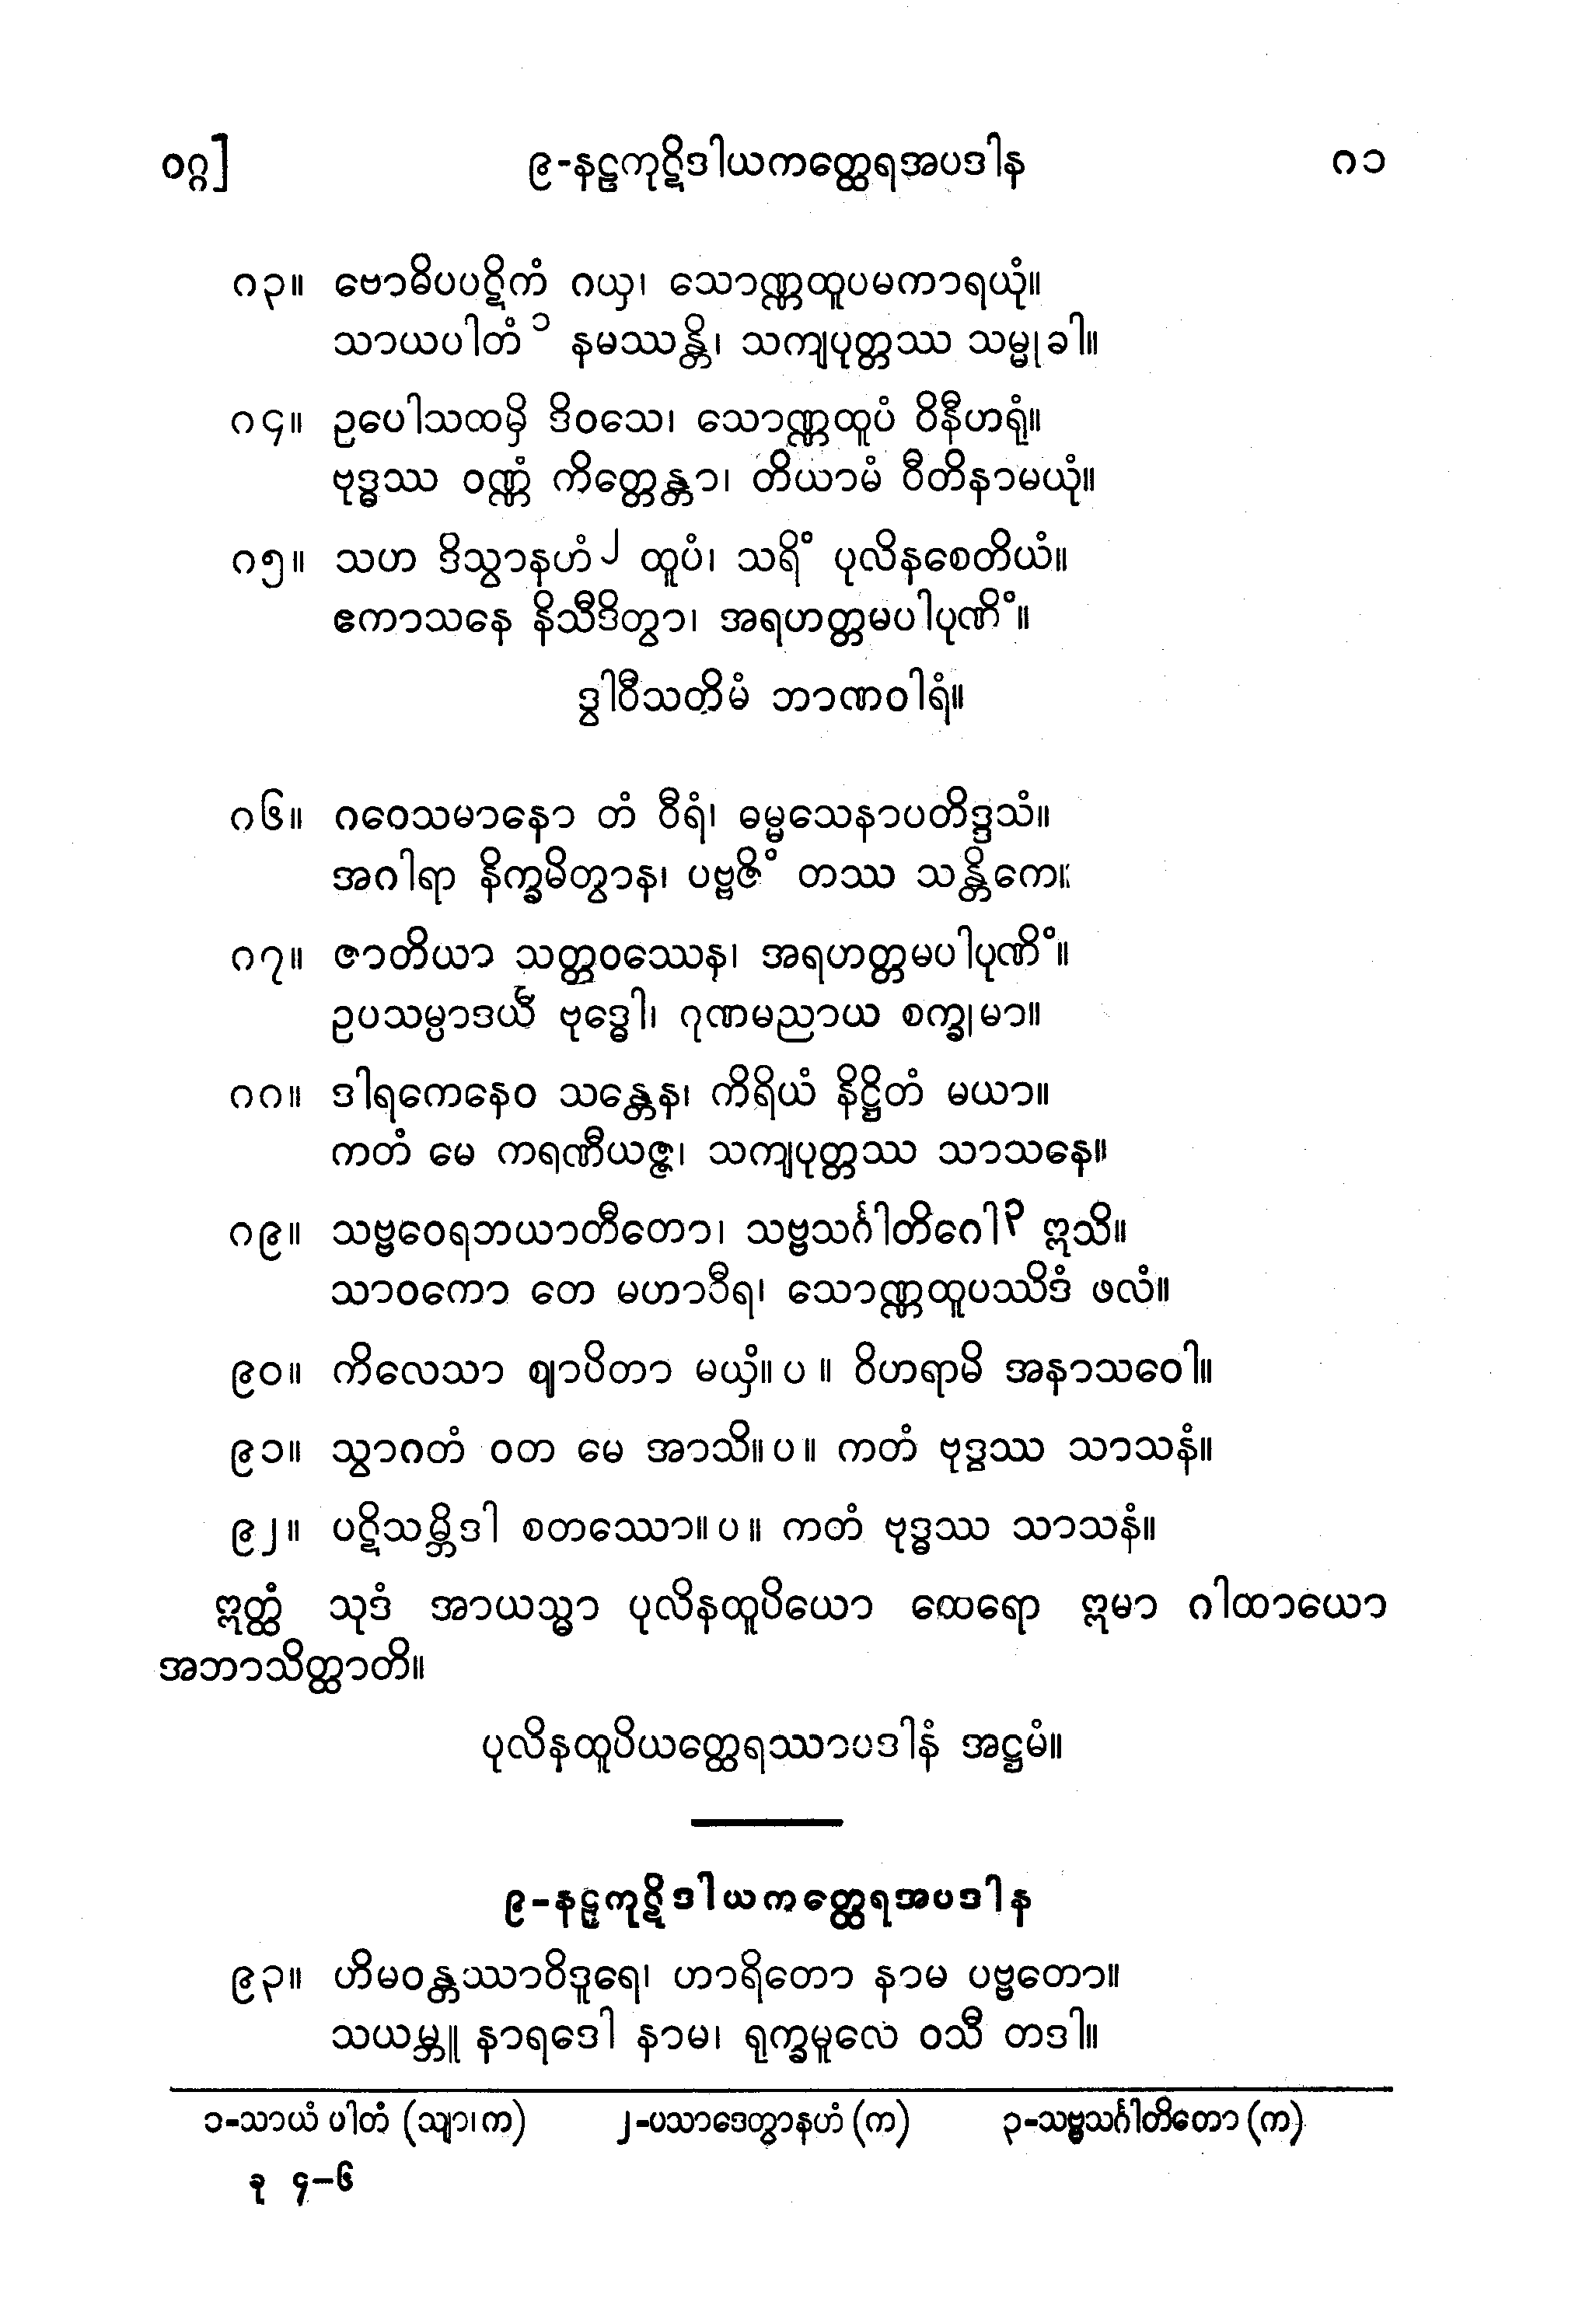 ဝဂ္ဂ] ၉-နဠကုဋိဒါယကတ္ထေရအပဒါန ၈၁
၈၃။ ဗောဓိပပဋိကံ ဂယှ၊ သောဏ္ဏထူပမကာရယုံ။
သာယပါတံ ၁ နမဿန္တိ၊ သကျပုတ္တဿ သမ္မုခါ။
၈၄။ ဥပေါသထမှိ ဒိဝသေ၊ သောဏ္ဏထူပံ ဝိနီဟရုံ။
ဗုဒ္ဓဿ ဝဏ္ဏံ ကိတ္တေန္တာ၊ တိယာမံ ဝီတိနာမယုံ။
၈၅။ သဟ ဒိသွာနဟံ ၂ ထူပံ၊ သရိံ ပုလိနစေတိယံ။
ဧကာသနေ နိသီဒိတွာ၊ အရဟတ္တမပါပုဏိံ။
ဒွါဝီသတိမံ ဘာဏဝါရံ။
၈၆။ ဂဝေသမာနော တံ ဝီရံ၊ ဓမ္မသေနာပတိဒ္ဒသံ။
အဂါရာ နိက္ခမိတွာန၊ ပဗ္ဗဇိံ တဿ သန္တိကေ။
၈၇။ ဇာတိယာ သတ္တဝဿေန၊ အရဟတ္တမပါပုဏိံ။
ဥပသမ္ပာဒယီ ဗုဒ္ဓေါ၊ ဂုဏမညာယ စက္ခုမာ။
၈၈။ ဒါရကေနေဝ သန္တေန၊ ကိရိယံ နိဋ္ဌိတံ မယာ။
ကတံ မေ ကရဏီယဇ္ဇ၊ သကျပုတ္တဿ သာသနေ။
၈၉။ သဗ္ဗဝေရဘယာတီတော၊ သဗ္ဗသင်္ဂါတိဂေါ ၃ ဣသိ။
သာဝကော တေ မဟာဝီရ၊ သောဏ္ဏထူပဿိဒံ ဖလံ။
၉၀။ ကိလေသာ ဈာပိတာ မယှံ။ ပ ။ ဝိဟရာမိ အနာသဝေါ။
၉၁။ သွာဂတံ ဝတ မေ အာသိ။ ပ ။ ကတံ ဗုဒ္ဓဿ သာသနံ။
၉၂။ ပဋိသမ္ဘိဒါ စတဿော။ ပ ။ ကတံ ဗုဒ္ဓဿ သာသနံ။
ဣတ္ထံ သုဒံ အာယသ္မာ ပုလိနထူပိယော ထေရော ဣမာ ဂါထာယော
အဘာသိတ္ထာတိ။
ပုလိနထူပိယတ္ထေရဿာပဒါနံ အဋ္ဌမံ။
၉-နဠကုဋိဒါယကတ္ထေရအပဒါန
၉၃။ ဟိမဝန္တဿာဝိဒူရေ၊ ဟာရိတော နာမ ပဗ္ဗတော။
သယမ္ဘူ နာရဒေါ နာမ၊ ရုက္ခမူလေ ဝသီ တဒါ။
၁-သာယံ ပါတံ (သျာ၊ က) ၂-ပသာဒေတွာနဟံ (က) ၃-သဗ္ဗသင်္ဂါတိတော (က)
ခု ၄-၆